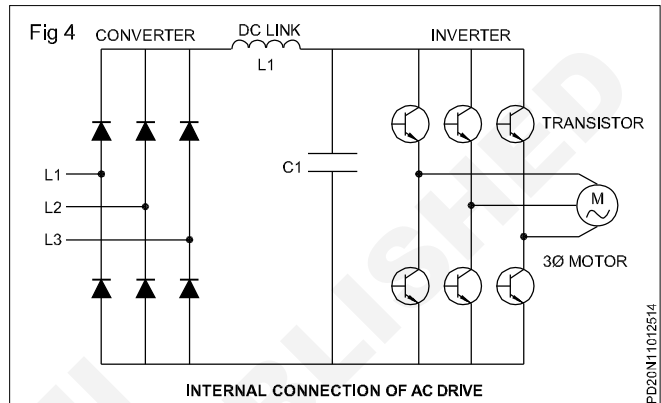 Fig 4
CONVERTER
DC LINK
L1
INVERTER
TRANSISTOR
C1
L1
L2
L3
M
3Ø MOTOR
PD20N11012514
INTERNAL CONNECTION OF AC DRIVE